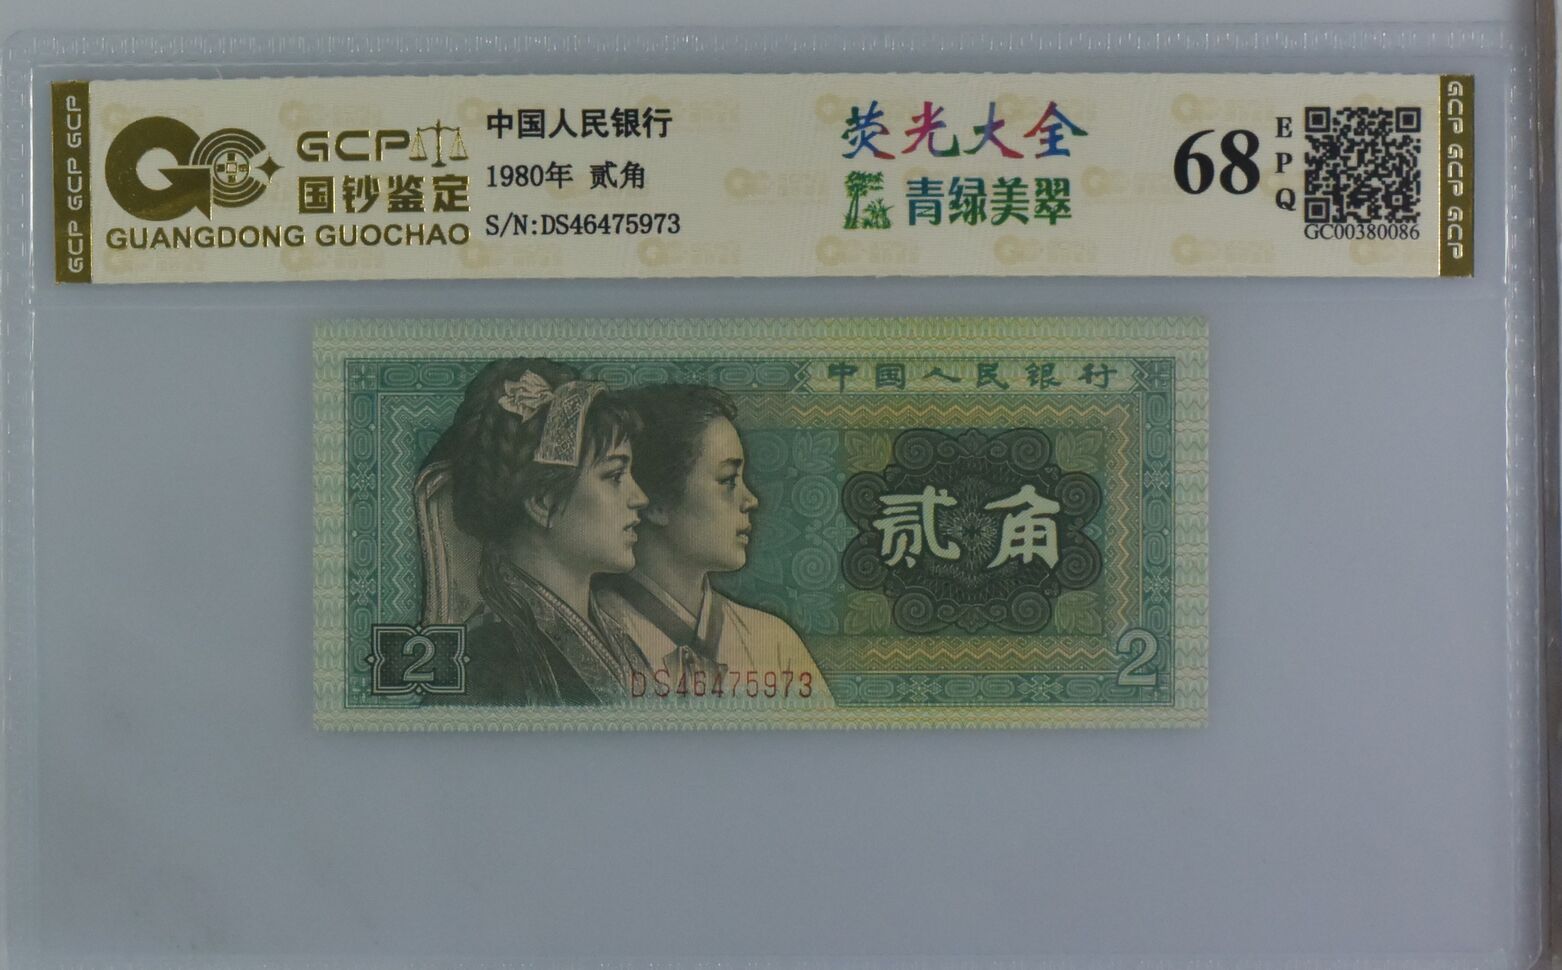 GCP GCP GCP
GCP
国钞鉴定
GUANGDONG GUOCHAO
中国人民银行
1980年 贰角
S/N:DS46475973
荧光大全
青绿美翠
68
EPQ
GC00380086
GCP GCP GCP
中国人民银行
贰角
2
2
DS46475973